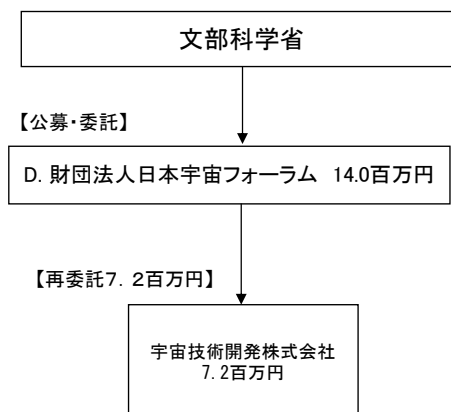 文部科学省
【公募・委託】
D. 財団法人日本宇宙フォーラム　14.0百万円
【再委託７．２百万円】
宇宙技術開発株式会社
7.2百万円